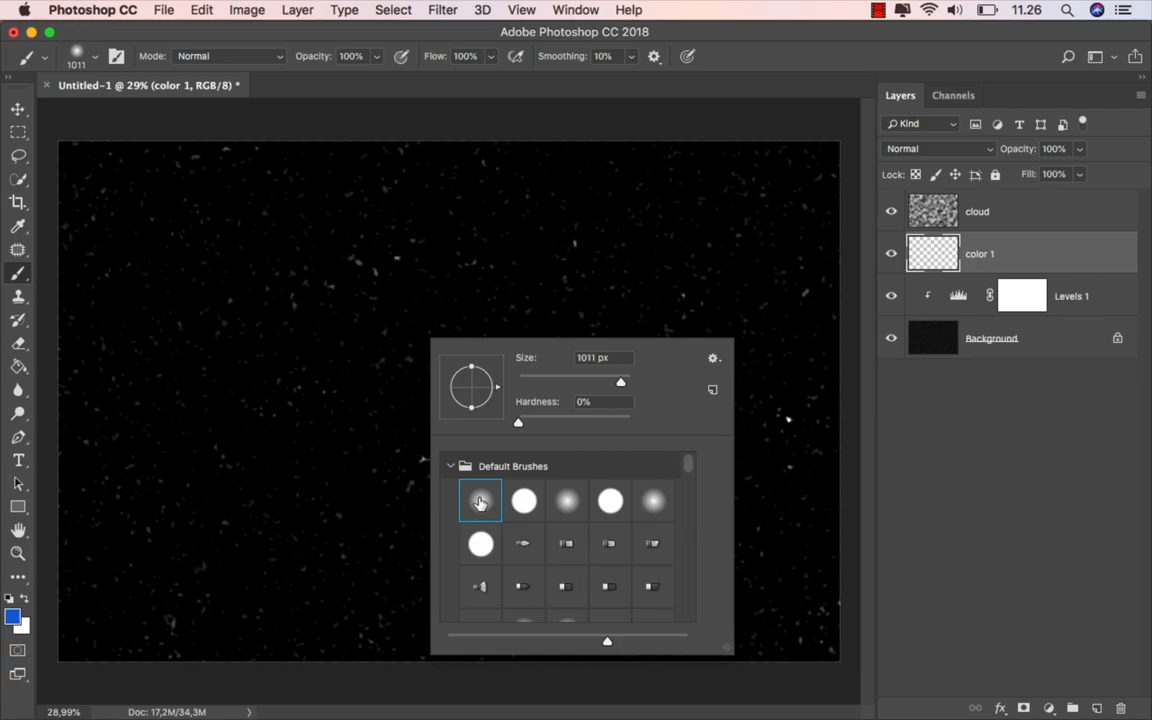 Photoshop CC File Edit Image Layer Type Select Filter 3D View Window Help 11.26
Adobe Photoshop CC 2018
1011 Mode: Normal Opacity: 100% Flow: 100% Smoothing: 10%
× Untitled-1 @ 29% (color 1, RGB/8) *
Layers Channels
Kind
Normal Opacity: 100%
Lock: Fill: 100%
cloud
color 1
Levels 1
Background
Size: 1011 px
Hardness: 0%
Default Brushes
28,99% Doc: 17,2M/34,3M